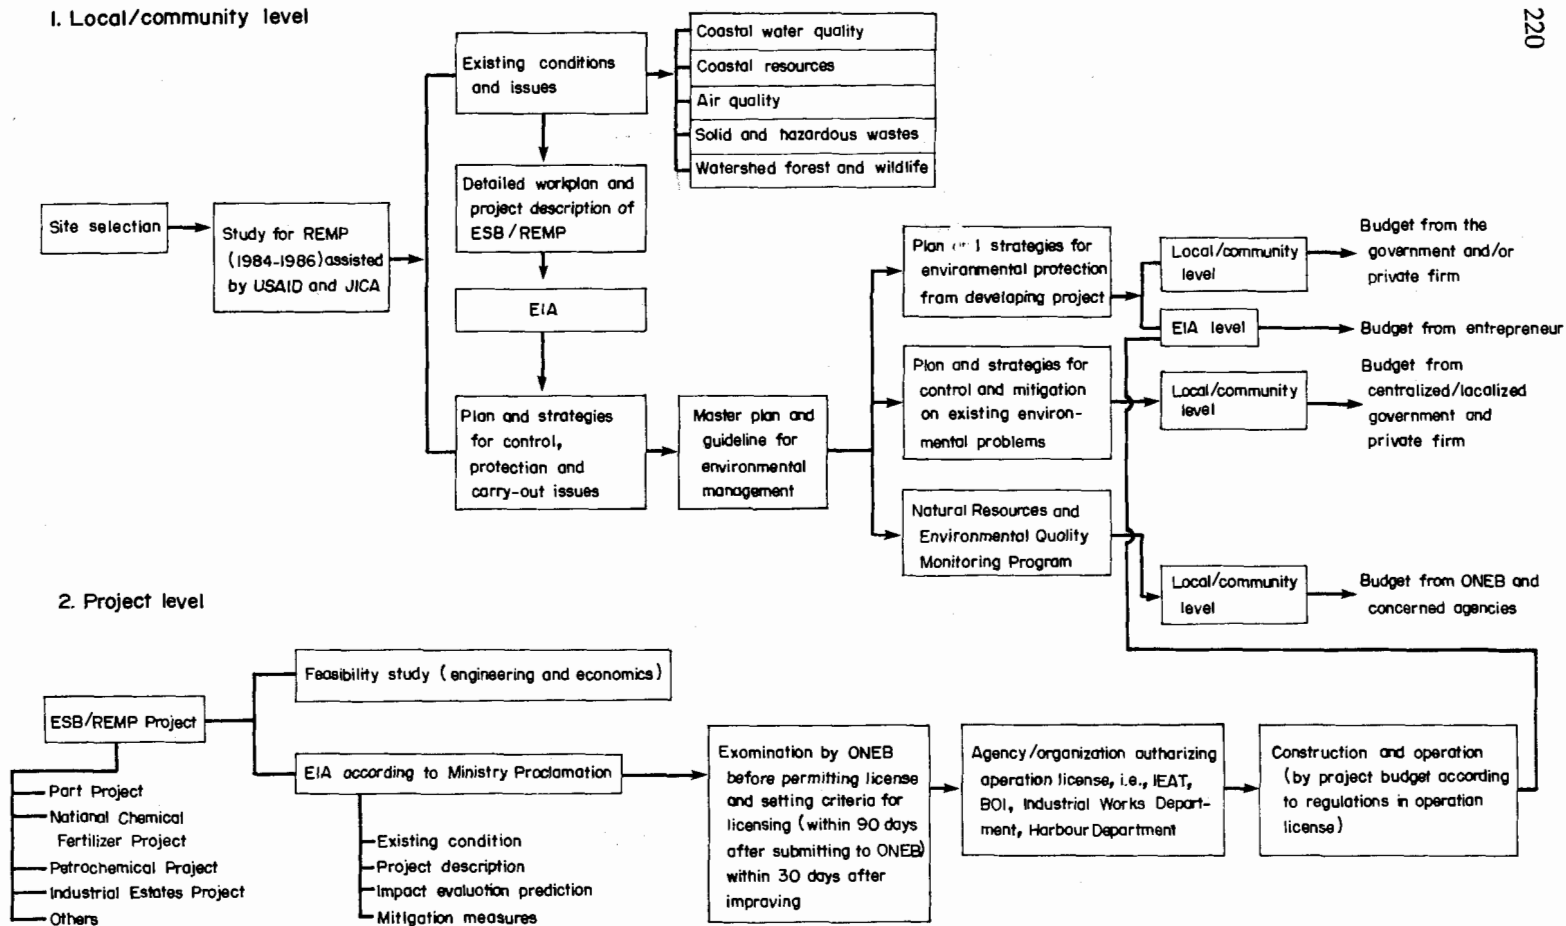 220
1. Local/community level
Existing conditions
and issues
Coastal water quality
Coastal resources
Air quality
Solid and hazardous wastes
Watershed forest and wildlife
Site selection
Study for REMP
(1984-1986) assisted
by USAID and JICA
Detailed workplan and
project description of
ESB/REMP
EIA
Plan and strategies
for control,
protection and
carry-out issues
Master plan and
guideline for
environmental
management
Plan strategies for
environmental protection
fram developing project
Local/community
level
Budget from the
government and/or
private firm
EIA level
Budget from entrepreneur
Plan and strategies for
control and mitigation
on existing environ-
mental problems
Local/community
level
Budget from
centralized/lacalized
government and
private firm
Natural Resources and
Environmental Quality
Monitoring Program
Local/community
level
Budget from ONEB and
concerned agencies
2. Project level
ESB/REMP Project
Part Project
National Chemical
Fertilizer Project
Petrochemical Project
Industrial Estates Project
Others
Feasibility study (engineering and economics)
EIA according to Ministry Proclamation
Existing condition
Project description
Impact evaluation prediction
Mitigation measures
Examination by ONEB
before permitting license
and setting criteria for
licensing (within 90 days
after submitting to ONEB)
within 30 days after
impraving
Agency/organization autharizing
aperation license, i.e., IEAT,
BOI, Industrial Works Depart-
ment, Harbour Department
Construction and operation
(by praject budget according
to regulations in operatian
license)